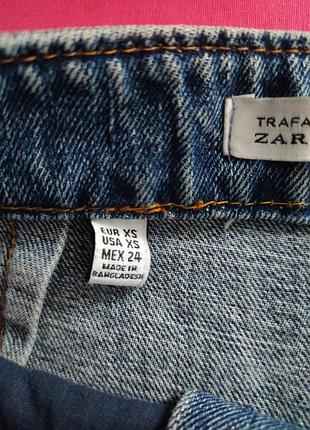 TRAFA
ZAR
EUR XS
USA XS
MEX 24
MADE IN
BANGLADESH